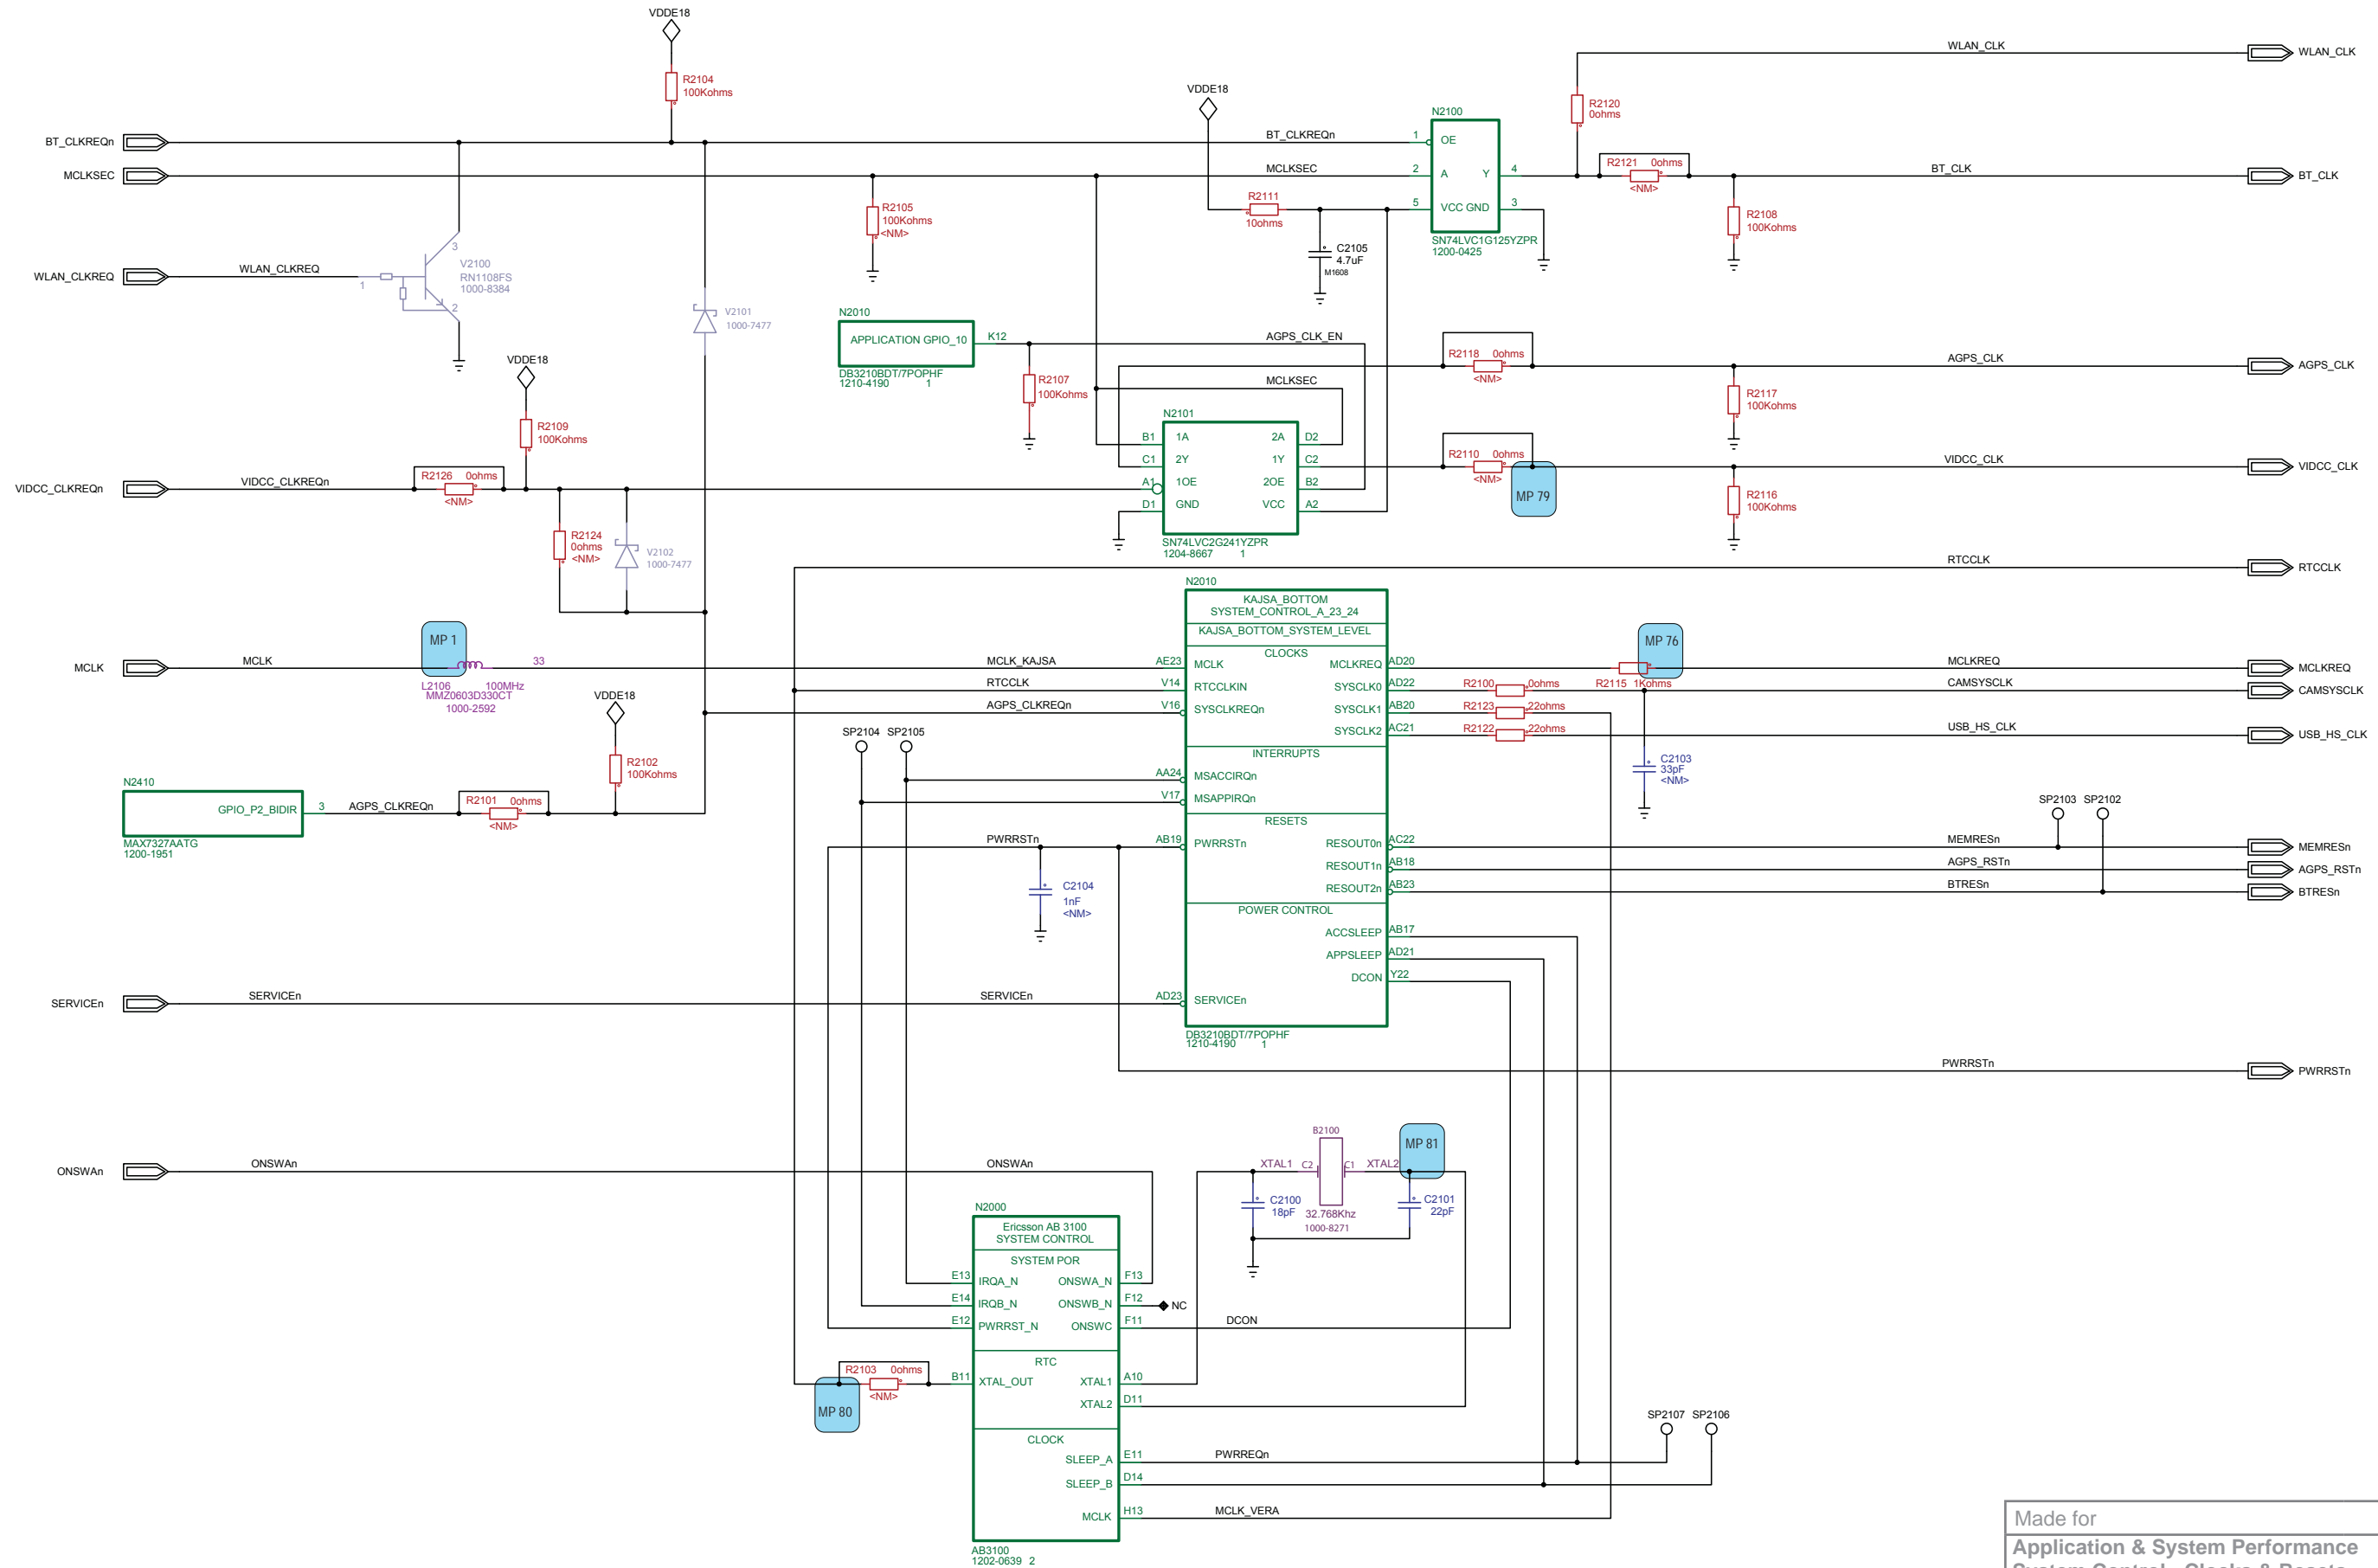 VDDE18
R2104
100Kohms
BT_CLKREQn
MCLKSEC
WLAN_CLKREQ
WLAN_CLKREQ
1
3
2
V2100
RN1108FS
1000-8384
R2105
100Kohms
<NM>
V2101
1000-7477
VDDE18
BT_CLKREQn
MCLKSEC
R2111
10ohms
C2105
4.7uF
M1608
N2100
1
OE
2
A
Y
4
5
VCC GND
3
SN74LVC1G125YZPR
1200-0425
R2120
0ohms
WLAN_CLK
WLAN_CLK
R2121 0ohms
<NM>
BT_CLK
BT_CLK
R2108
100Kohms
N2010
APPLICATION GPIO_10
K12
DB3210BDT/7POPHF
1210-4190 1
R2107
100Kohms
AGPS_CLK_EN
MCLKSEC
R2118 0ohms
<NM>
AGPS_CLK
AGPS_CLK
R2117
100Kohms
VDDE18
R2109
100Kohms
VIDCC_CLKREQn
VIDCC_CLKREQn
R2126 0ohms
<NM>
R2124
0ohms
<NM>
V2102
1000-7477
N2101
B1 1A 2A D2
C1 2Y 1Y C2
A1 1OE 2OE B2
D1 GND VCC A2
SN74LVC2G241YZPR
1204-8667 1
R2110 0ohms
<NM>
MP 79
VIDCC_CLK
VIDCC_CLK
R2116
100Kohms
RTCCLK
RTCCLK
N2010
KAJSA_BOTTOM
SYSTEM_CONTROL_A_23_24
KAJSA_BOTTOM_SYSTEM_LEVEL
CLOCKS
MCLK
MCLK
MP 1
33
L2106 100MHz
MMZ0603D330CT
1000-2592
MCLK_KAJSA
AE23 MCLK MCLKREQ AD20
RTCCLK
V14 RTCCLKIN SYSCLK0 AD22
AGPS_CLKREQn
V16 SYSCLKREQn SYSCLK1 AB20
SYSCLK2 AC21
MP 76
R2115 1Kohms
R2100 0ohms
R2123 22ohms
R2122 22ohms
MCLKREQ
MCLKREQ
CAMSYSCLK
CAMSYSCLK
USB_HS_CLK
USB_HS_CLK
C2103
33pF
<NM>
VDDE18
R2102
100Kohms
N2410
GPIO_P2_BIDIR
3
AGPS_CLKREQn
R2101 0ohms
<NM>
MAX7327AATG
1200-1951
SP2104 SP2105
INTERRUPTS
AA24 MSACCIRQn
V17 MSAPPIRQn
RESETS
PWRRSTn
AB19 PWRRSTn RESOUT0n AC22
RESOUT1n AB18
RESOUT2n AB23
C2104
1nF
<NM>
SP2103 SP2102
MEMRESn
MEMRESn
AGPS_RSTn
AGPS_RSTn
BTRESn
BTRESn
POWER CONTROL
ACCSLEEP AB17
APPSLEEP AD21
DCON Y22
SERVICEn
SERVICEn
SERVICEn
AD23 SERVICEn
DB3210BDT/7POPHF
1210-4190 1
PWRRSTn
PWRRSTn
ONSWAn
ONSWAn
ONSWAn
B2100
MP 81
XTAL1 C2 C1 XTAL2
C2100
18pF
32.768Khz
1000-8271
C2101
22pF
N2000
Ericsson AB 3100
SYSTEM CONTROL
SYSTEM POR
E13 IRQA_N ONSWA_N F13
E14 IRQB_N ONSWB_N F12
NC
E12 PWRRST_N ONSWC F11
DCON
RTC
R2103 0ohms
<NM>
MP 80
B11 XTAL_OUT XTAL1 A10
XTAL2 D11
CLOCK
SLEEP_A E11
PWRREQn
SLEEP_B D14
MCLK H13
MCLK_VERA
SP2107 SP2106
AB3100
1202-0639 2
Made for
Application & System Performance
System Control - Clocks & Resets